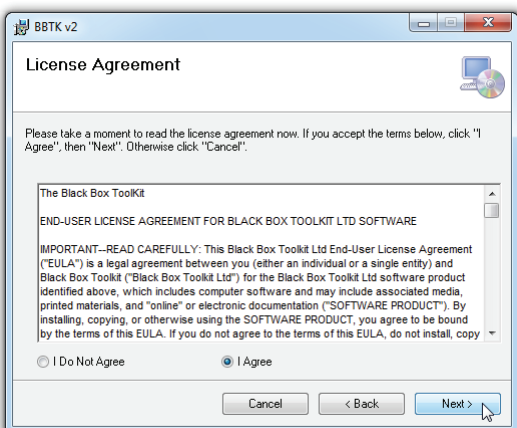 BBTK v2
License Agreement
Please take a moment to read the license agreement now. If you accept the terms below, click "I
Agree", then "Next". Otherwise click "Cancel".
The Black Box ToolKit
END-USER LICENSE AGREEMENT FOR BLACK BOX TOOLKIT LTD SOFTWARE
IMPORTANT--READ CAREFULLY: This Black Box Toolkit Ltd End-User License Agreement
("EULA") is a legal agreement between you (either an individual or a single entity) and
Black Box Toolkit ("Black Box Toolkit Ltd") for the Black Box Toolkit Ltd software product
identified above, which includes computer software and may include associated media,
printed materials, and "online" or electronic documentation ("SOFTWARE PRODUCT"). By
installing, copying, or otherwise using the SOFTWARE PRODUCT, you agree to be bound
by the terms of this EULA. If you do not agree to the terms of this EULA, do not install, copy
I Do Not Agree
I Agree
Cancel
< Back
Next >